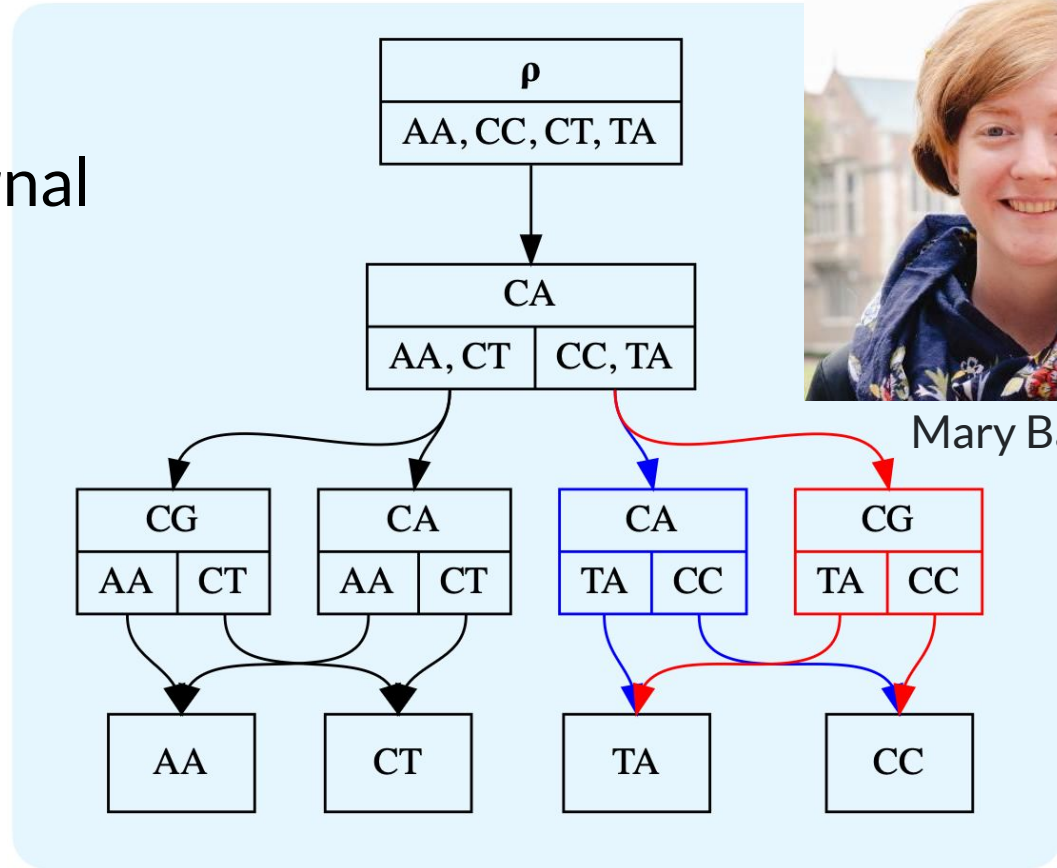 ρ
AA, CC, CT, TA
CA
AA, CT CC, TA
Mary
CG CA CA CG
AA CT AA CT TA CC TA CC
AA CT TA CC